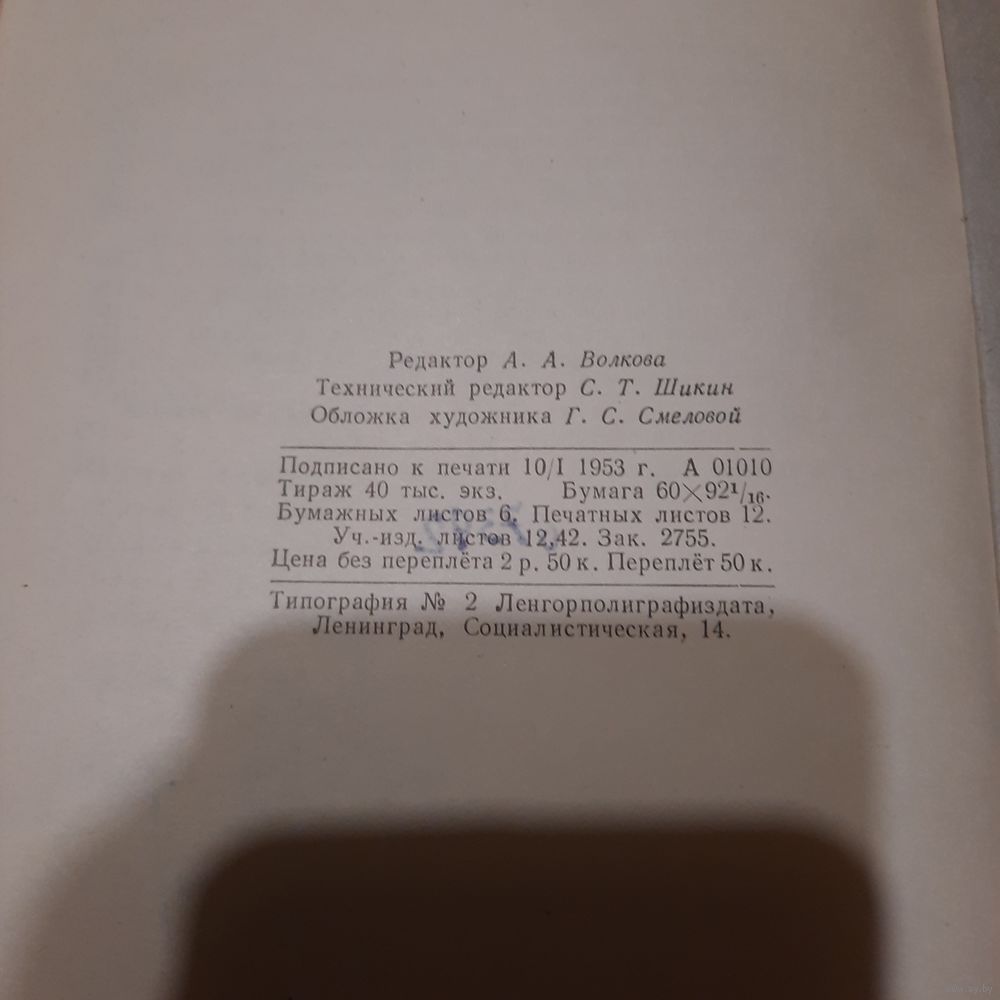 Редактор А. А. Волкова
Технический редактор С. Т. Шикин
Обложка художника Г. С. Смеловой
Подписано к печати 10/I 1953 г. А 01010
Тираж 40 тыс. экз. Бумага 60×92¹/₁₆.
Бумажных листов 6. Печатных листов 12.
Уч.-изд. листов 12,42. Зак. 2755.
Цена без переплёта 2 р. 50 к. Переплёт 50 к.
Типография № 2 Ленгорполиграфиздата,
Ленинград, Социалистическая, 14.